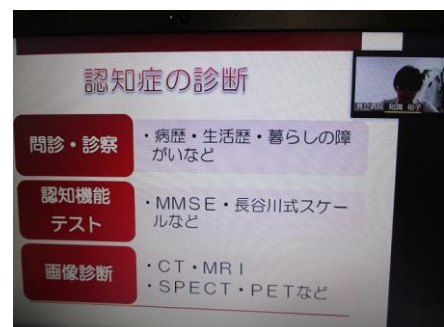 認知症の診断
問診・診察
・病歴・生活歴・暮らしの障
がいなど
認知機能
テスト
・MMSE・長谷川式スケー
ルなど
画像診断
・CT・MRI
・SPECT・PETなど